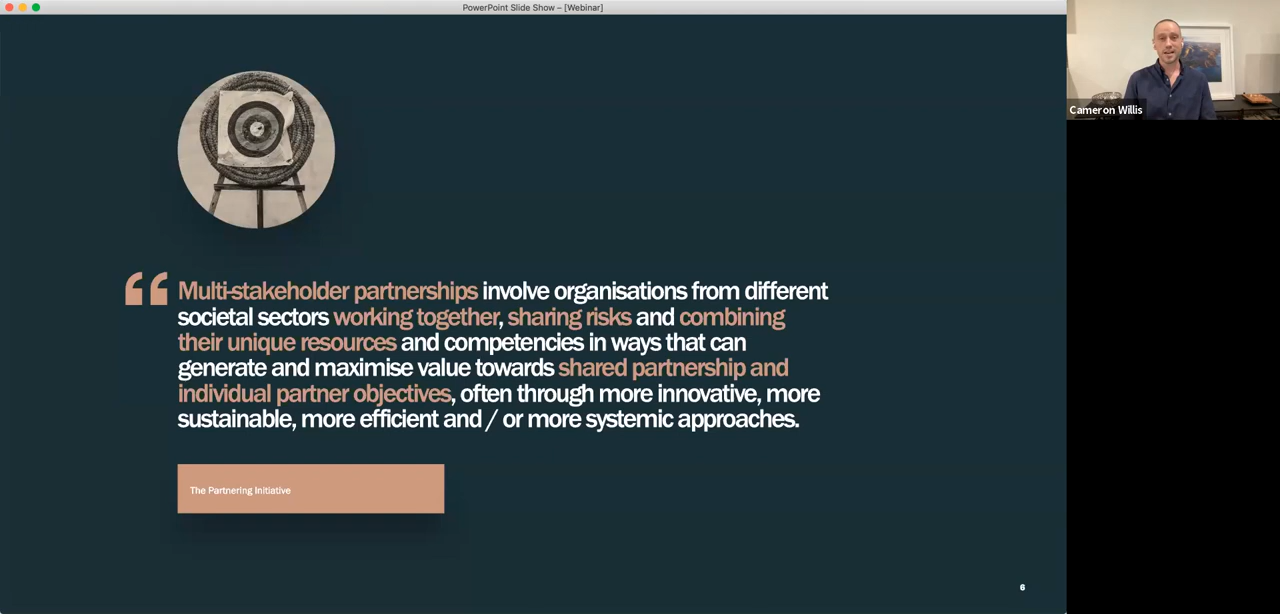 PowerPoint Slide Show – [Webinar]
Cameron Willis
“ Multi-stakeholder partnerships involve organisations from different
societal sectors working together, sharing risks and combining
their unique resources and competencies in ways that can
generate and maximise value towards shared partnership and
individual partner objectives, often through more innovative, more
sustainable, more efficient and / or more systemic approaches.
The Partnering Initiative
6